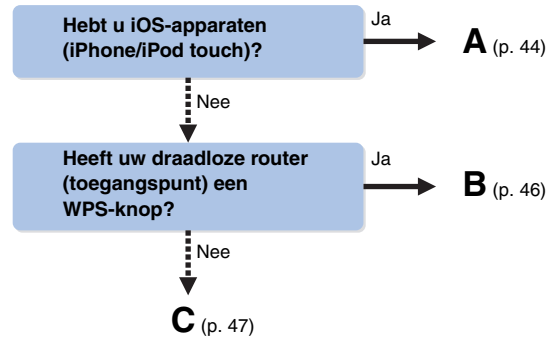 Hebt u iOS-apparaten
(iPhone/iPod touch)?
Ja
A (p. 44)
Nee
Heeft uw draadloze router
(toegangspunt) een
WPS-knop?
Ja
B (p. 46)
Nee
C (p. 47)